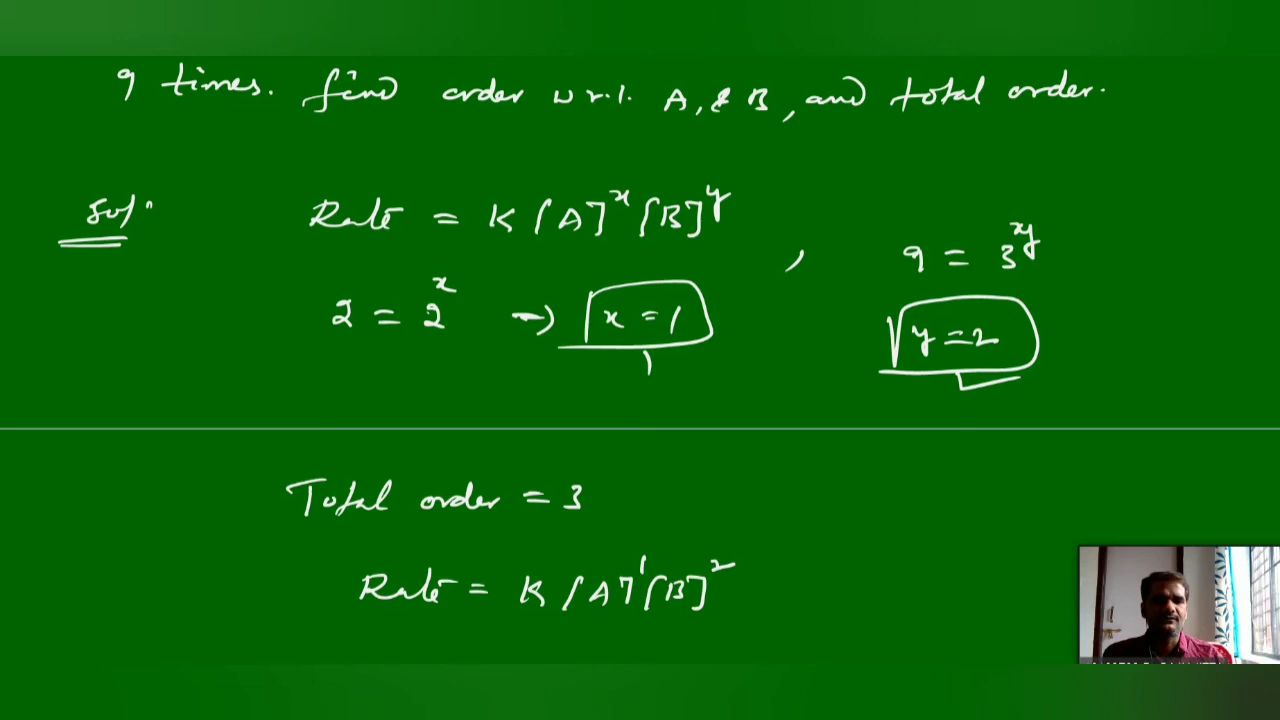 9 times. find order w.r.t. A, & B, and total order.
Sol:
Rate = K [A]^x [B]^y
2 = 2^x → x = 1
, 9 = 3^y
y = 2
Total order = 3
Rate = K [A]^1 [B]^2